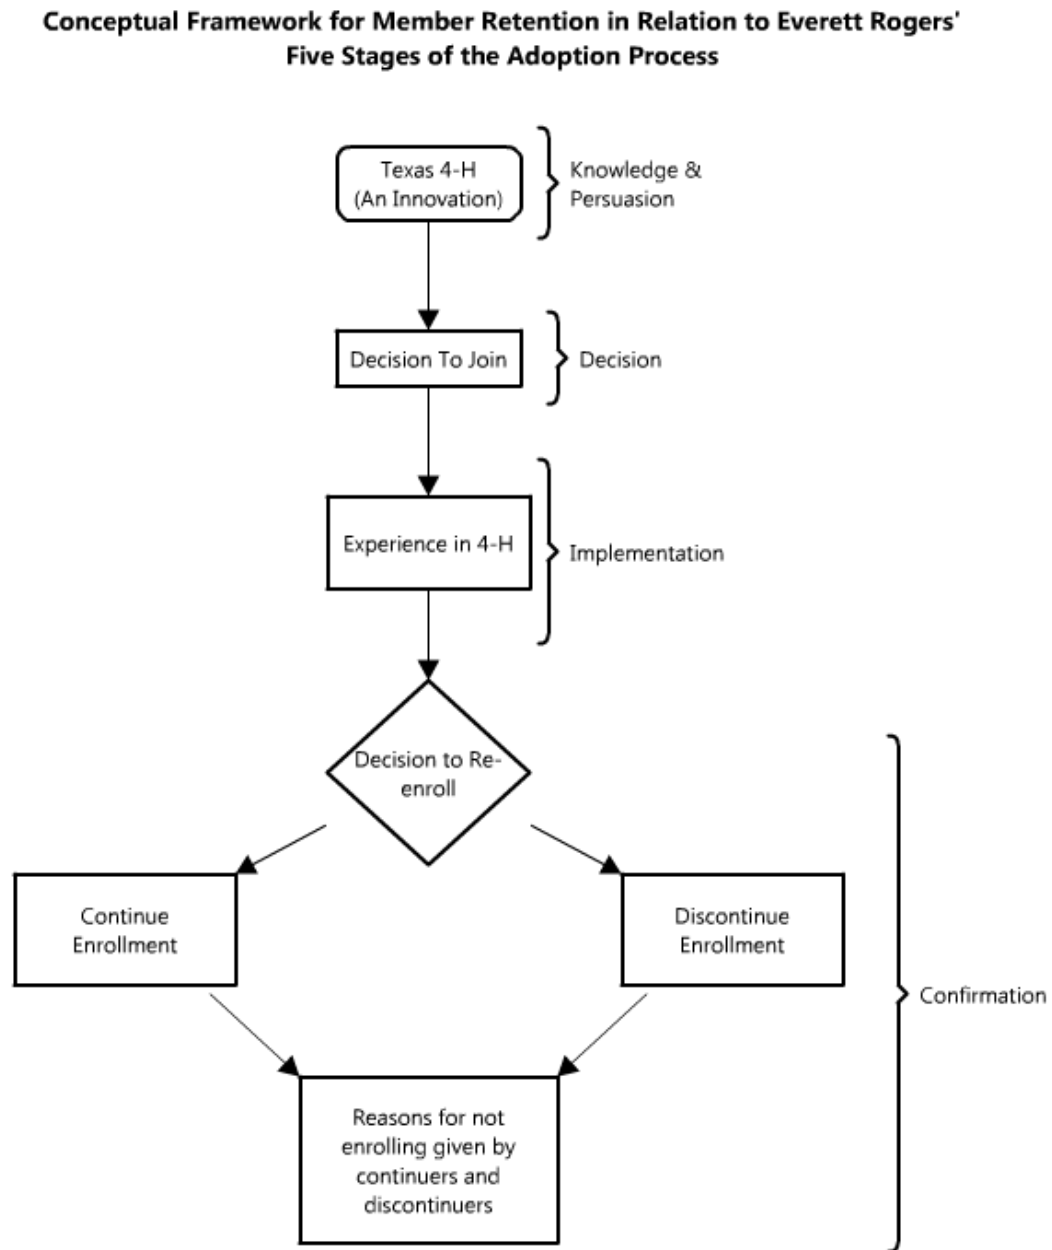 Conceptual Framework for Member Retention in Relation to Everett Rogers'
Five Stages of the Adoption Process
Texas 4-H
(An Innovation)
Knowledge &
Persuasion
Decision To Join
Decision
Experience in 4-H
Implementation
Decision to Re-
enroll
Continue
Enrollment
Discontinue
Enrollment
Confirmation
Reasons for not
enrolling given by
continuers and
discontinuers